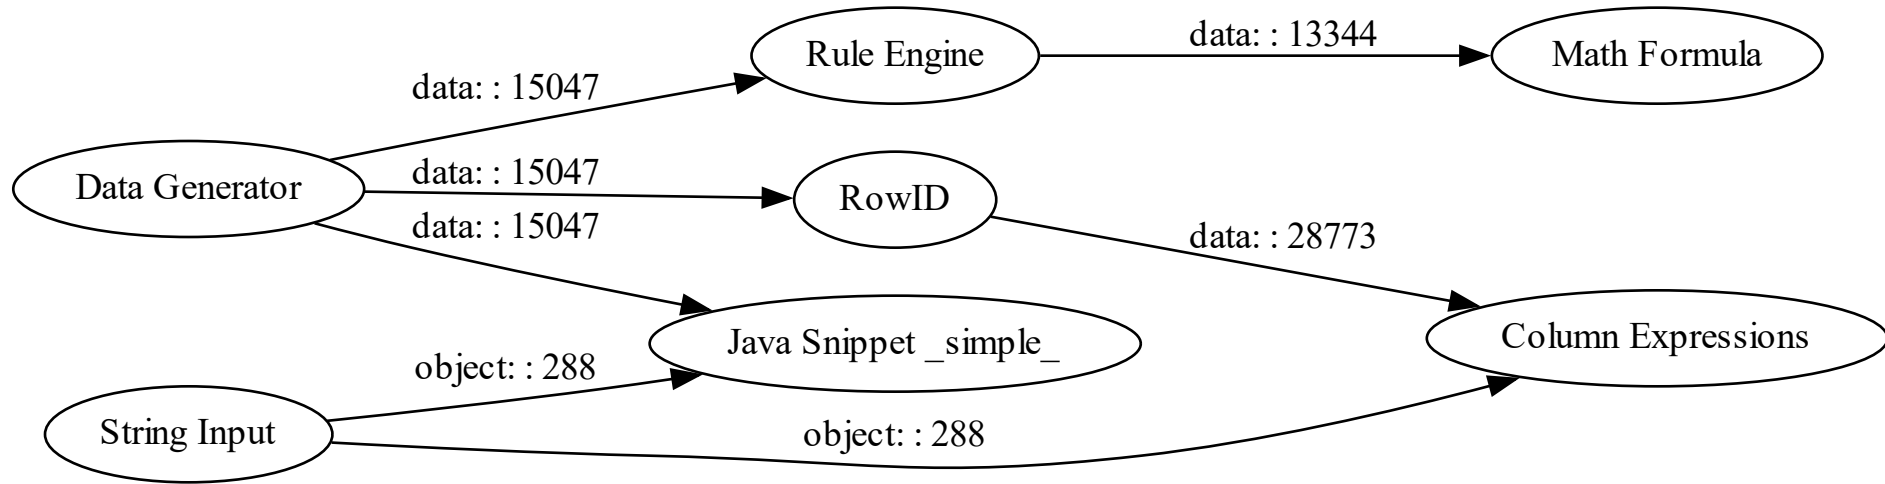 Rule Engine
data: : 13344
Math Formula
data: : 15047
Data Generator
data: : 15047
RowID
data: : 15047
data: : 28773
Java Snippet _simple_
Column Expressions
object: : 288
String Input
object: : 288